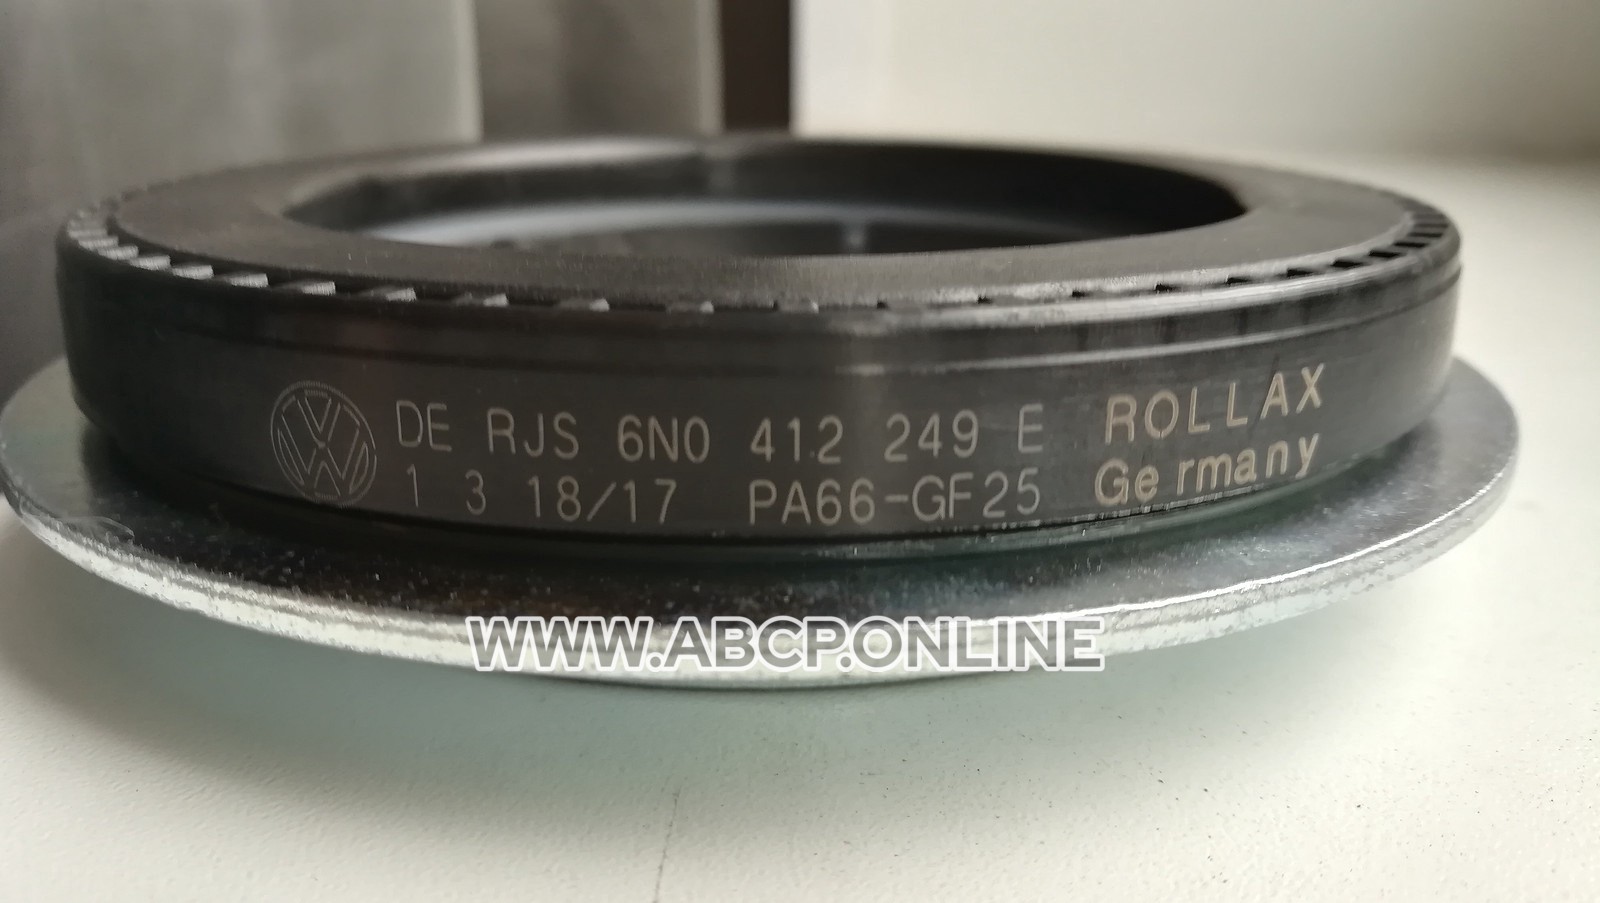 DE RJS 6N0 412 249 E ROLLAX
1 3 18/17 PA66-GF25 Germany
WWW.ABCP.ONLINE